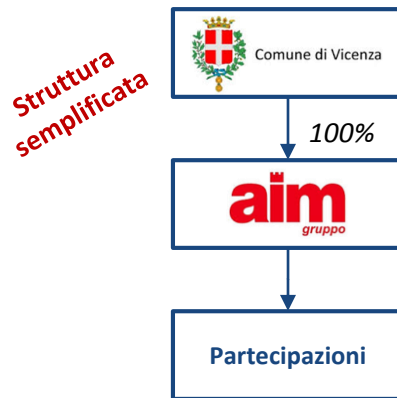 Struttura
semplificata
Comune di Vicenza
100%
aim
gruppo
Partecipazioni